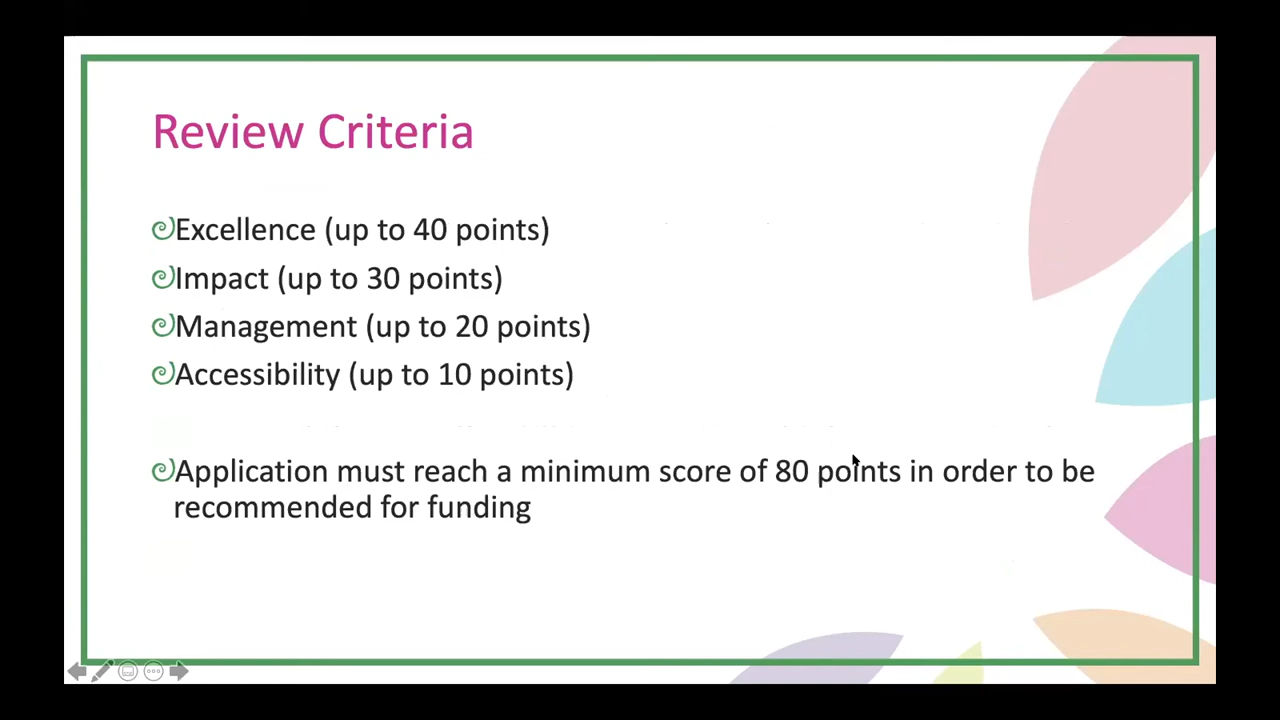 Review Criteria
Excellence (up to 40 points)
Impact (up to 30 points)
Management (up to 20 points)
Accessibility (up to 10 points)
Application must reach a minimum score of 80 points in order to be
recommended for funding